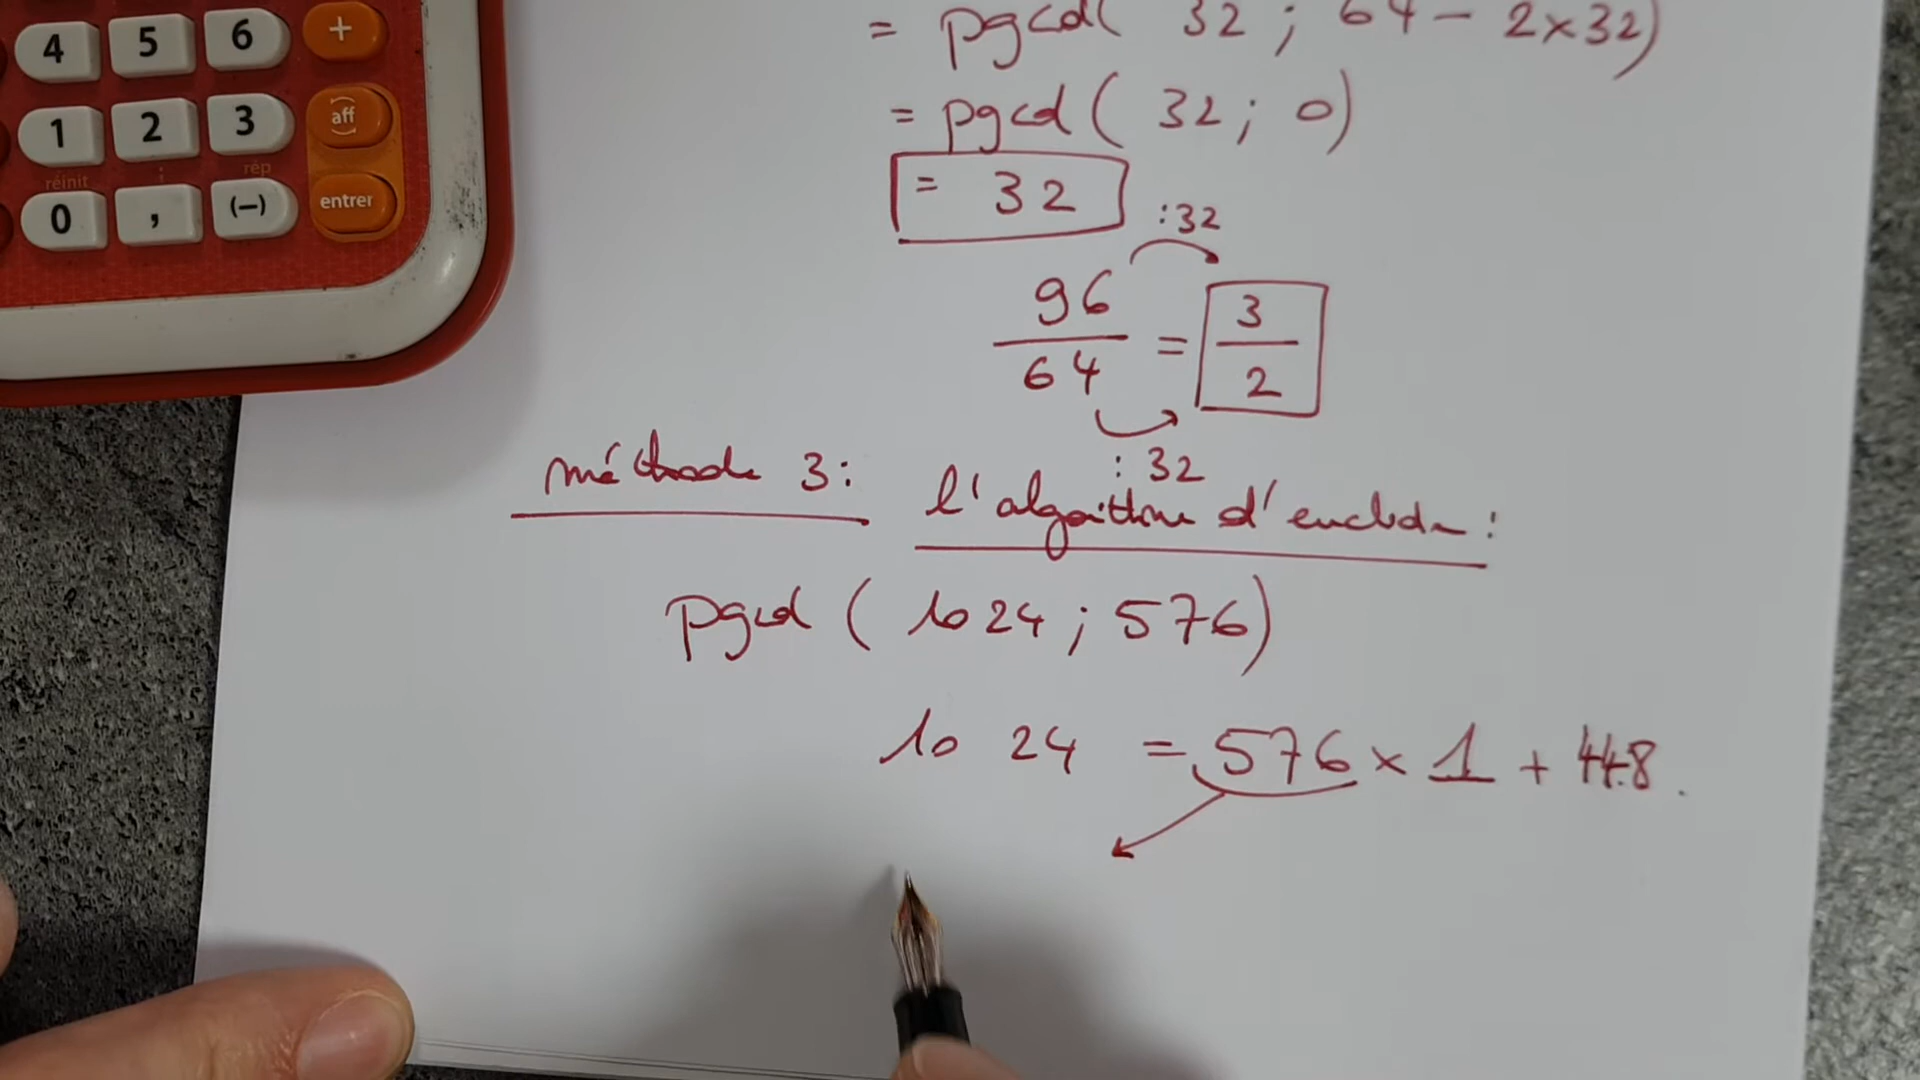 4 5 6 +
1 2 3 aff
réinit ; rép
0 , (−) entrer
= pgcd( 32 ; 64 − 2×32)
= pgcd( 32 ; 0)
= 32
:32
96 / 64 = 3 / 2
:32
méthode 3: l'algorithme d'euclide:
pgcd ( 1024 ; 576)
1024 = 576 × 1 + 448.